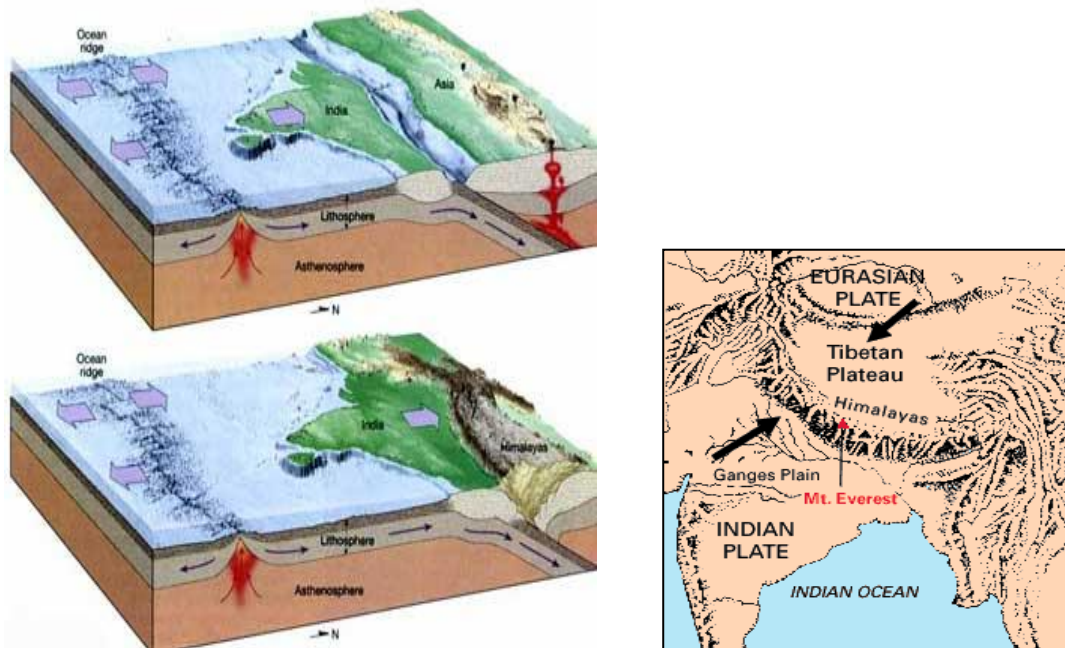 Ocean
ridge
Asia
India
Lithosphere
Asthenosphere
N
Ocean
ridge
India
Himalayas
Lithosphere
Asthenosphere
N
EURASIAN
PLATE
Tibetan
Plateau
Himalayas
Ganges Plain
Mt. Everest
INDIAN
PLATE
INDIAN OCEAN